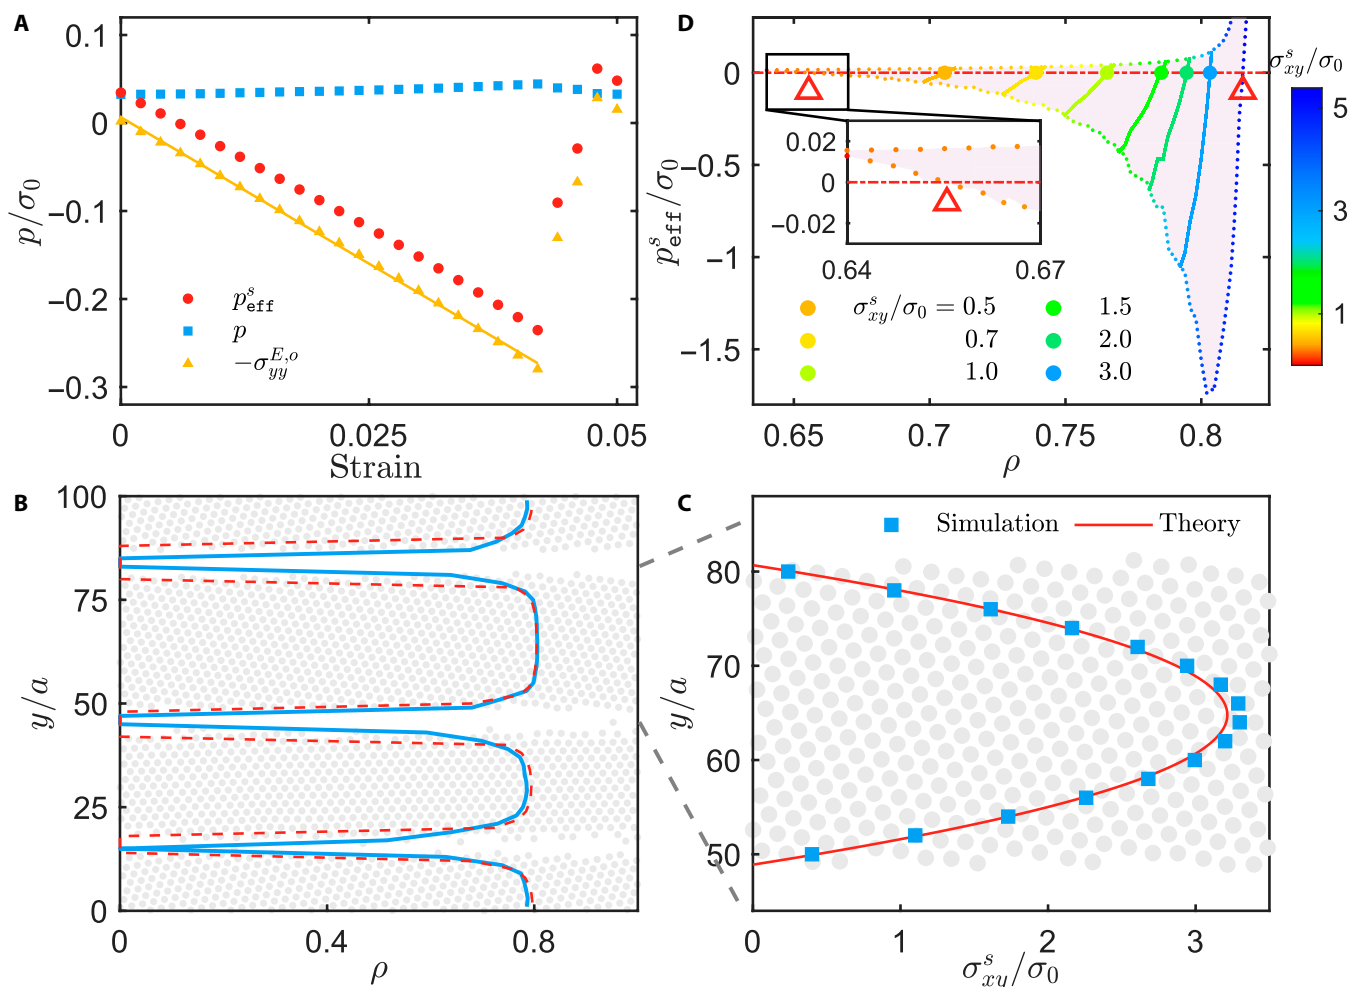 A
0.1
0
−0.1
−0.2
−0.3
p/σ0
p^s_eff
p
−σ^{E,o}_{yy}
0 0.025 0.05
Strain
D
0
−0.5
−1
−1.5
p^s_eff/σ0
0.02
0
−0.02
0.64 0.67
σ^s_{xy}/σ0 = 0.5 1.5
0.7 2.0
1.0 3.0
0.65 0.7 0.75 0.8
ρ
σ^s_{xy}/σ0
5
3
1
B
100
75
50
25
0
y/a
0 0.4 0.8
ρ
C
Simulation Theory
80
70
60
50
y/a
0 1 2 3
σ^s_{xy}/σ0